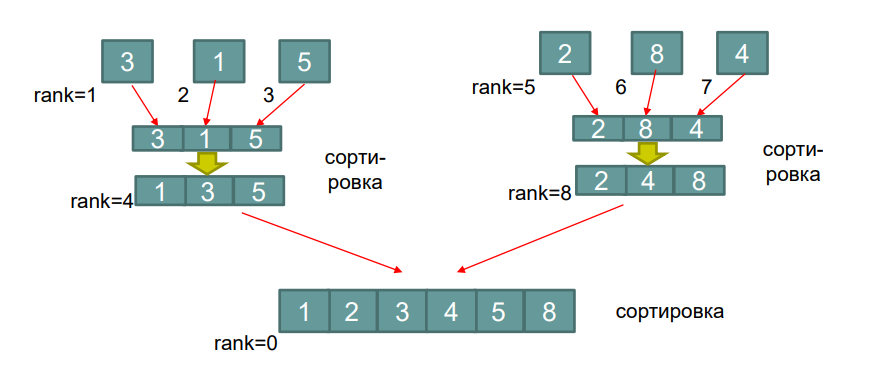 3 1 5
2 8 4
rank=1 2 3
rank=5 6 7
3 1 5
2 8 4
сорти-
ровка
сорти-
ровка
1 3 5
rank=4
2 4 8
rank=8
1 2 3 4 5 8
сортировка
rank=0